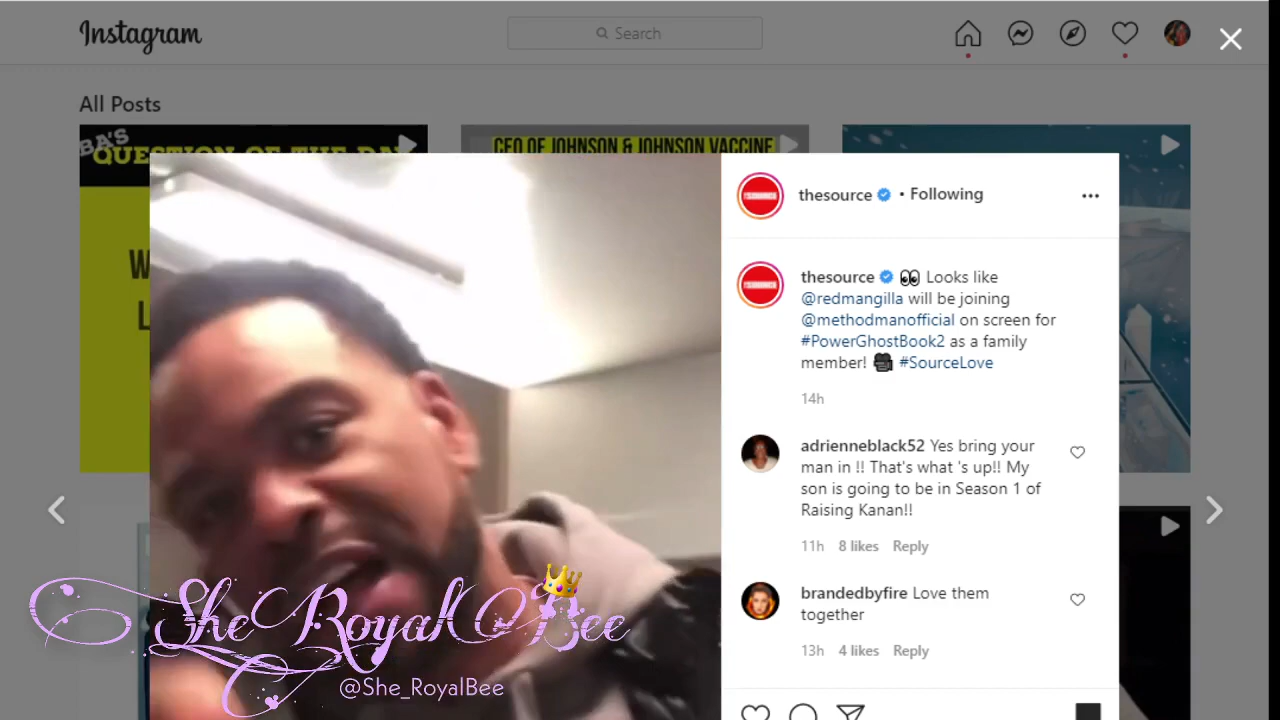 Instagram
Search
All Posts
BA'S
QUESTION OF THE DA
CEO OF JOHNSON & JOHNSON VACCINE
W
L
thesource • Following
thesource 👀 Looks like
@redmangilla will be joining
@methodmanofficial on screen for
#PowerGhostBook2 as a family
member! 🎥 #SourceLove
14h
adrienneblack52 Yes bring your
man in !! That's what 's up!! My
son is going to be in Season 1 of
Raising Kanan!!
11h 8 likes Reply
brandedbyfire Love them
together
13h 4 likes Reply
SheRoyalBee
@She_RoyalBee